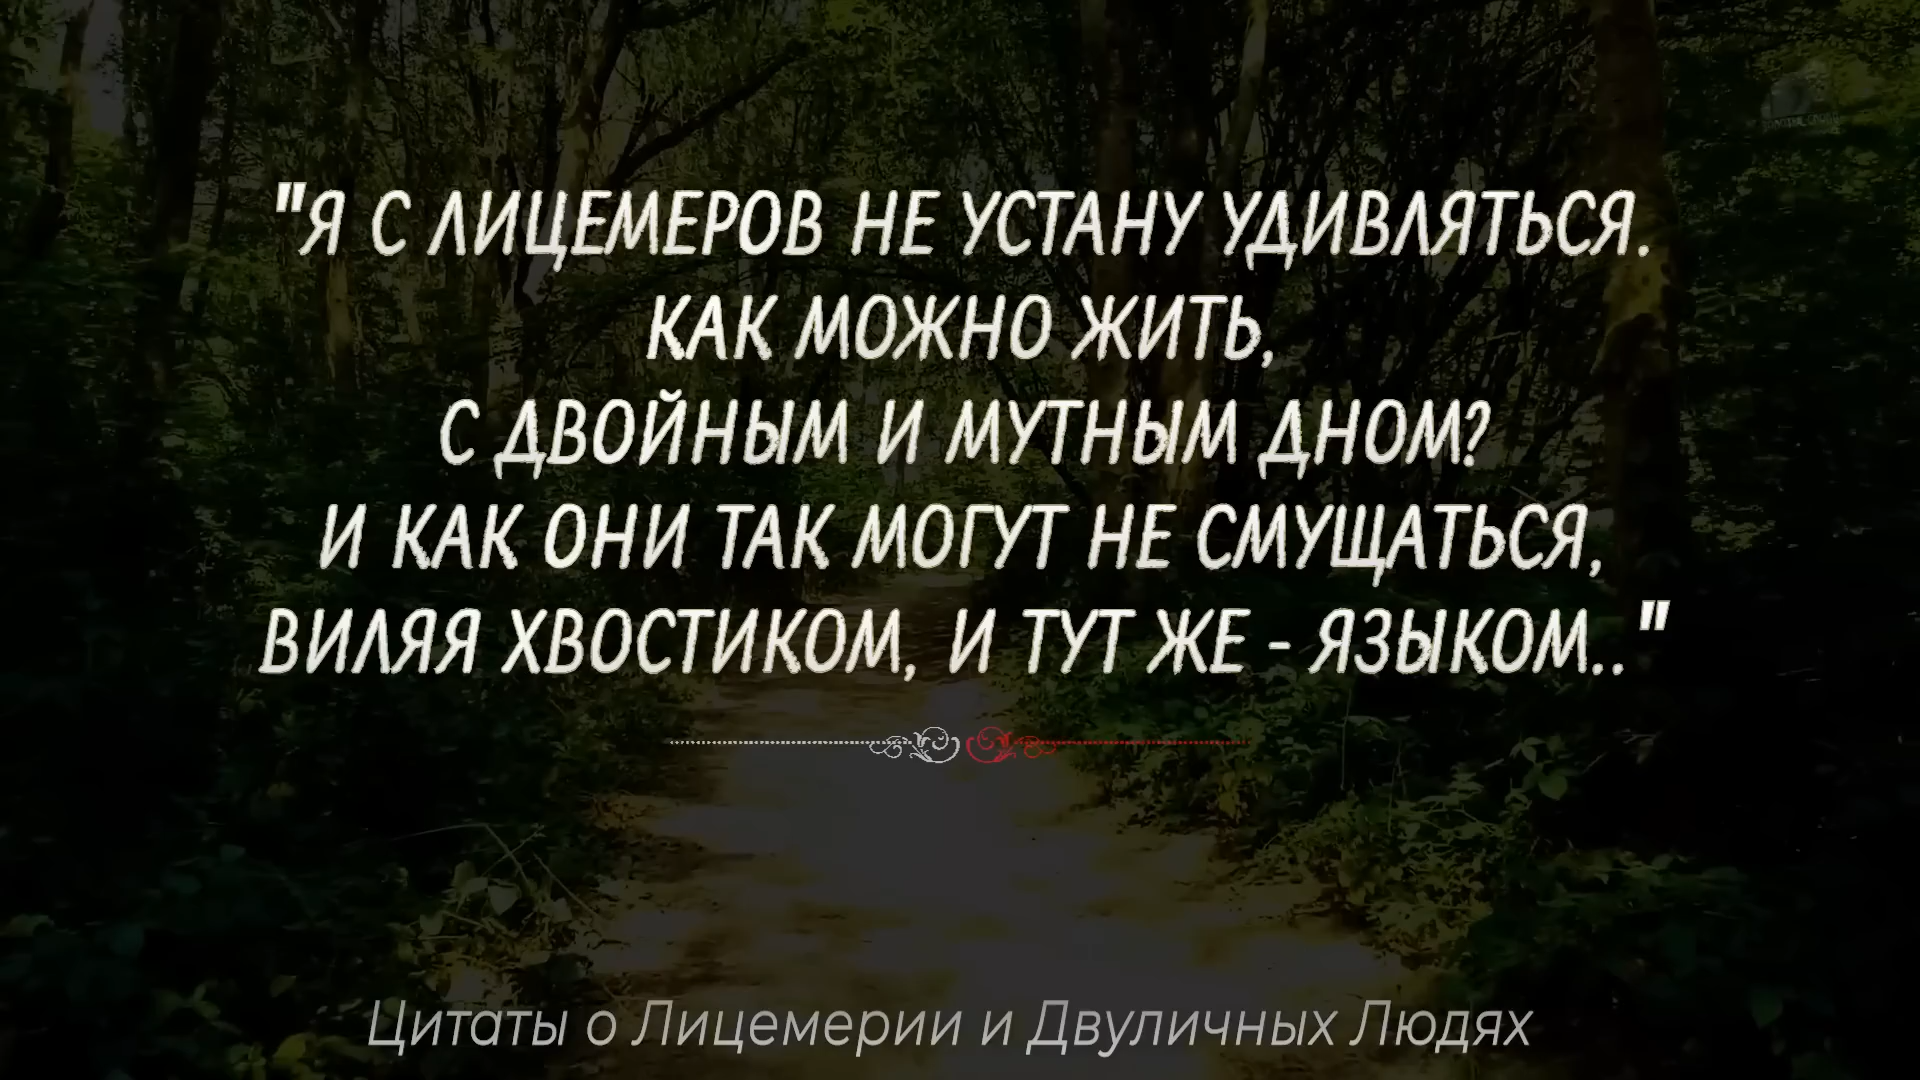 "Я С ЛИЦЕМЕРОВ НЕ УСТАНУ УДИВЛЯТЬСЯ.
КАК МОЖНО ЖИТЬ,
С ДВОЙНЫМ И МУТНЫМ ДНОМ?
И КАК ОНИ ТАК МОГУТ НЕ СМУЩАТЬСЯ,
ВИЛЯЯ ХВОСТИКОМ, И ТУТ ЖЕ - ЯЗЫКОМ.."
Цитаты о Лицемерии и Двуличных Людях